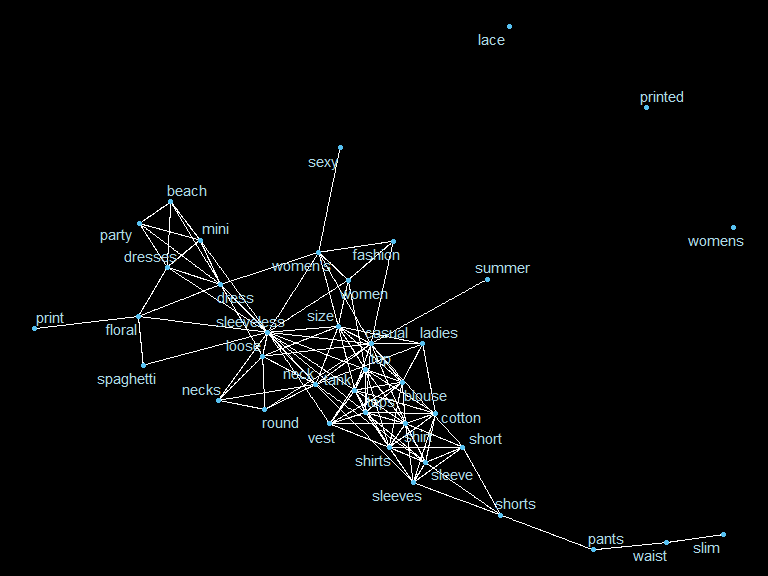 lace
printed
sexy
beach
party
mini
womens
dresses
women's
fashion
summer
women
dress
print
floral
sleeveless
size
casual
ladies
loose
top
spaghetti
neck
tank
necks
blouse
tops
round
cotton
vest
shirt
short
shirts
sleeve
sleeves
shorts
pants
waist
slim